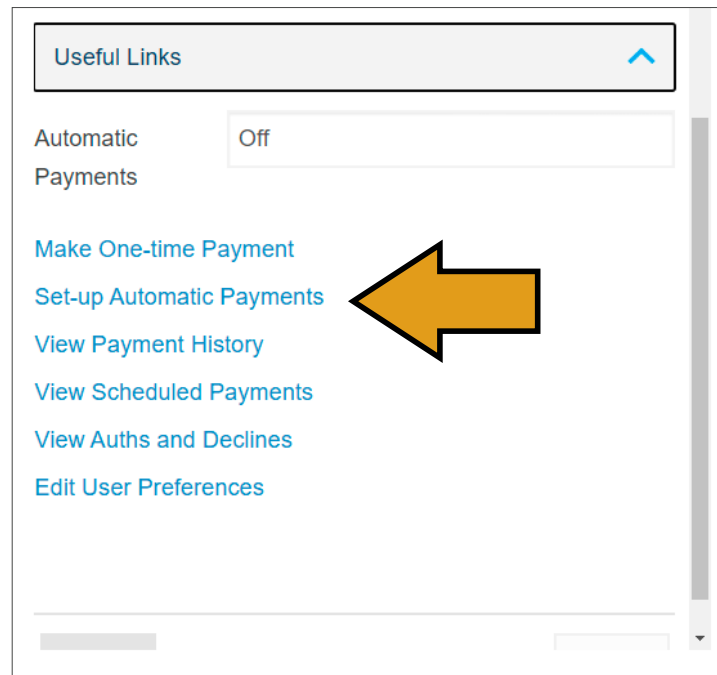 Useful Links
Automatic Payments
Off
Make One-time Payment
Set-up Automatic Payments
View Payment History
View Scheduled Payments
View Auths and Declines
Edit User Preferences